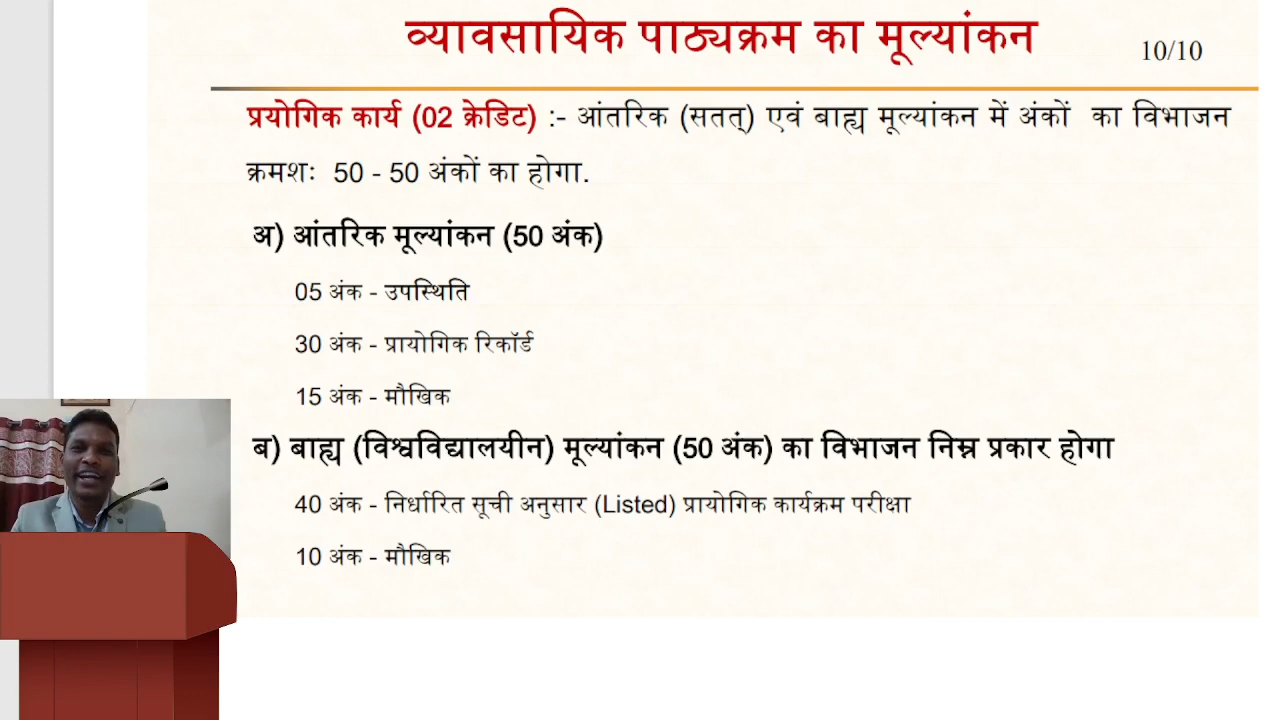 व्यावसायिक पाठ्यक्रम का मूल्यांकन
10/10
प्रयोगिक कार्य (02 क्रेडिट) :- आंतरिक (सतत्) एवं बाह्य मूल्यांकन में अंकों का विभाजन
क्रमशः 50 - 50 अंकों का होगा.
अ) आंतरिक मूल्यांकन (50 अंक)
05 अंक - उपस्थिति
30 अंक - प्रायोगिक रिकॉर्ड
15 अंक - मौखिक
ब) बाह्य (विश्वविद्यालयीन) मूल्यांकन (50 अंक) का विभाजन निम्न प्रकार होगा
40 अंक - निर्धारित सूची अनुसार (Listed) प्रायोगिक कार्यक्रम परीक्षा
10 अंक - मौखिक